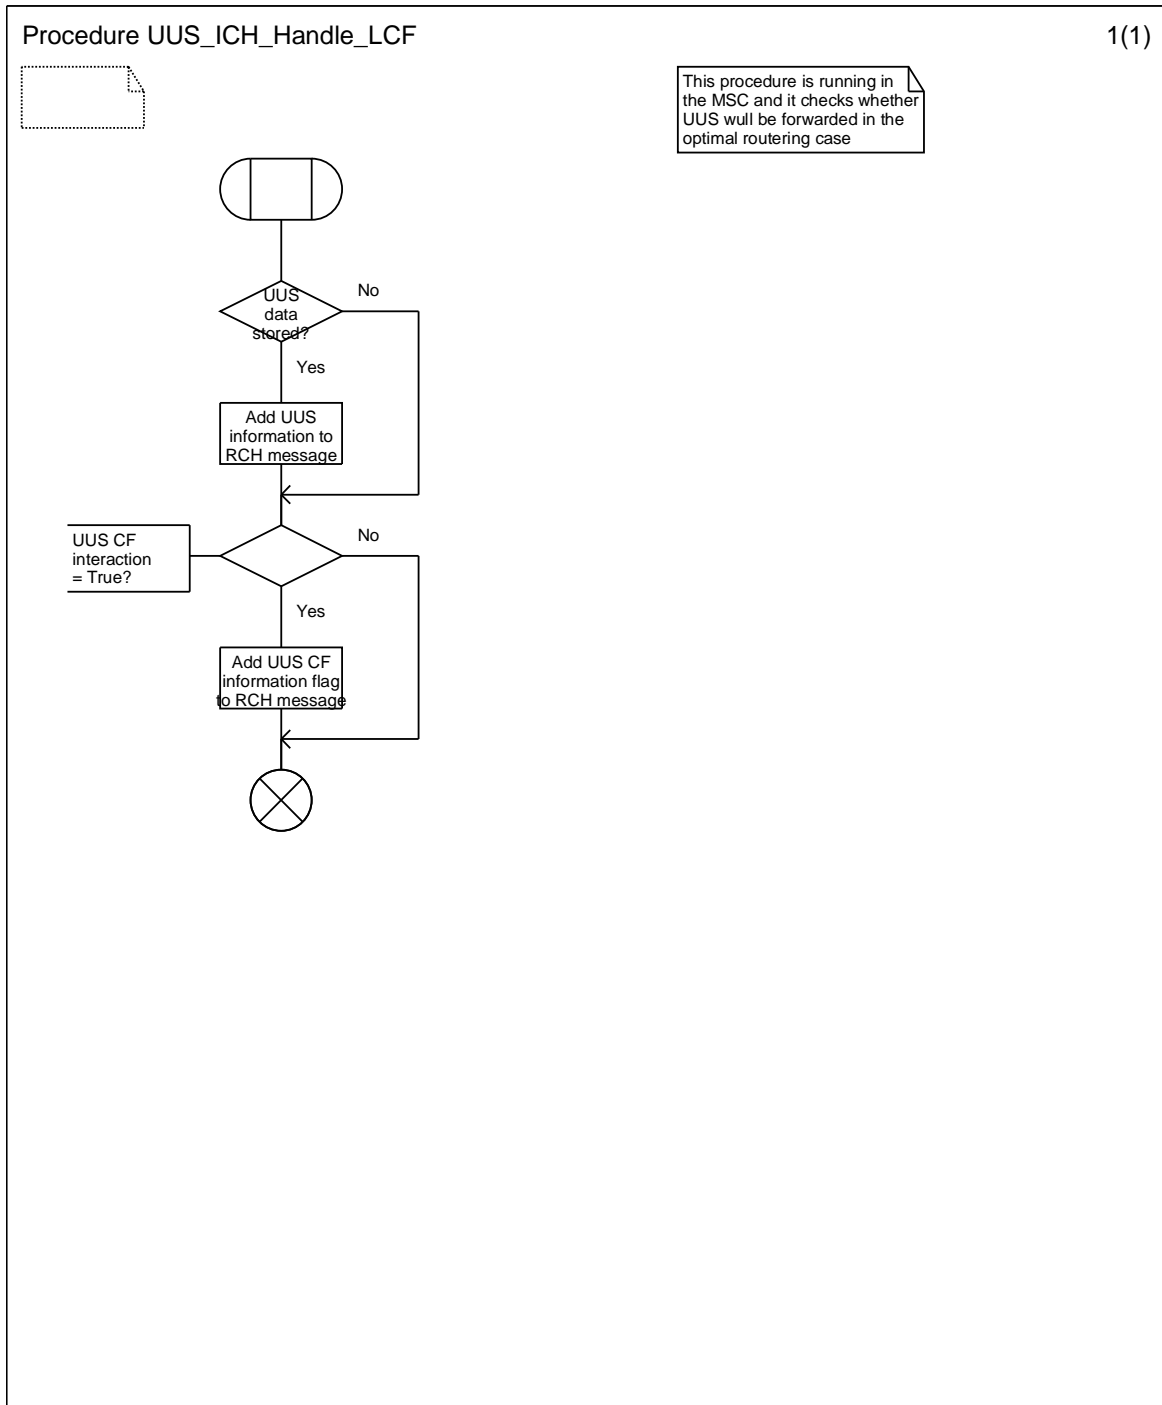 Procedure UUS_ICH_Handle_LCF
1(1)
This procedure is running in
the MSC and it checks whether
UUS wull be forwarded in the
optimal routering case
UUS
data
stored?
No
Yes
Add UUS
information to
RCH message
UUS CF
interaction
= True?
No
Yes
Add UUS CF
information flag
to RCH message